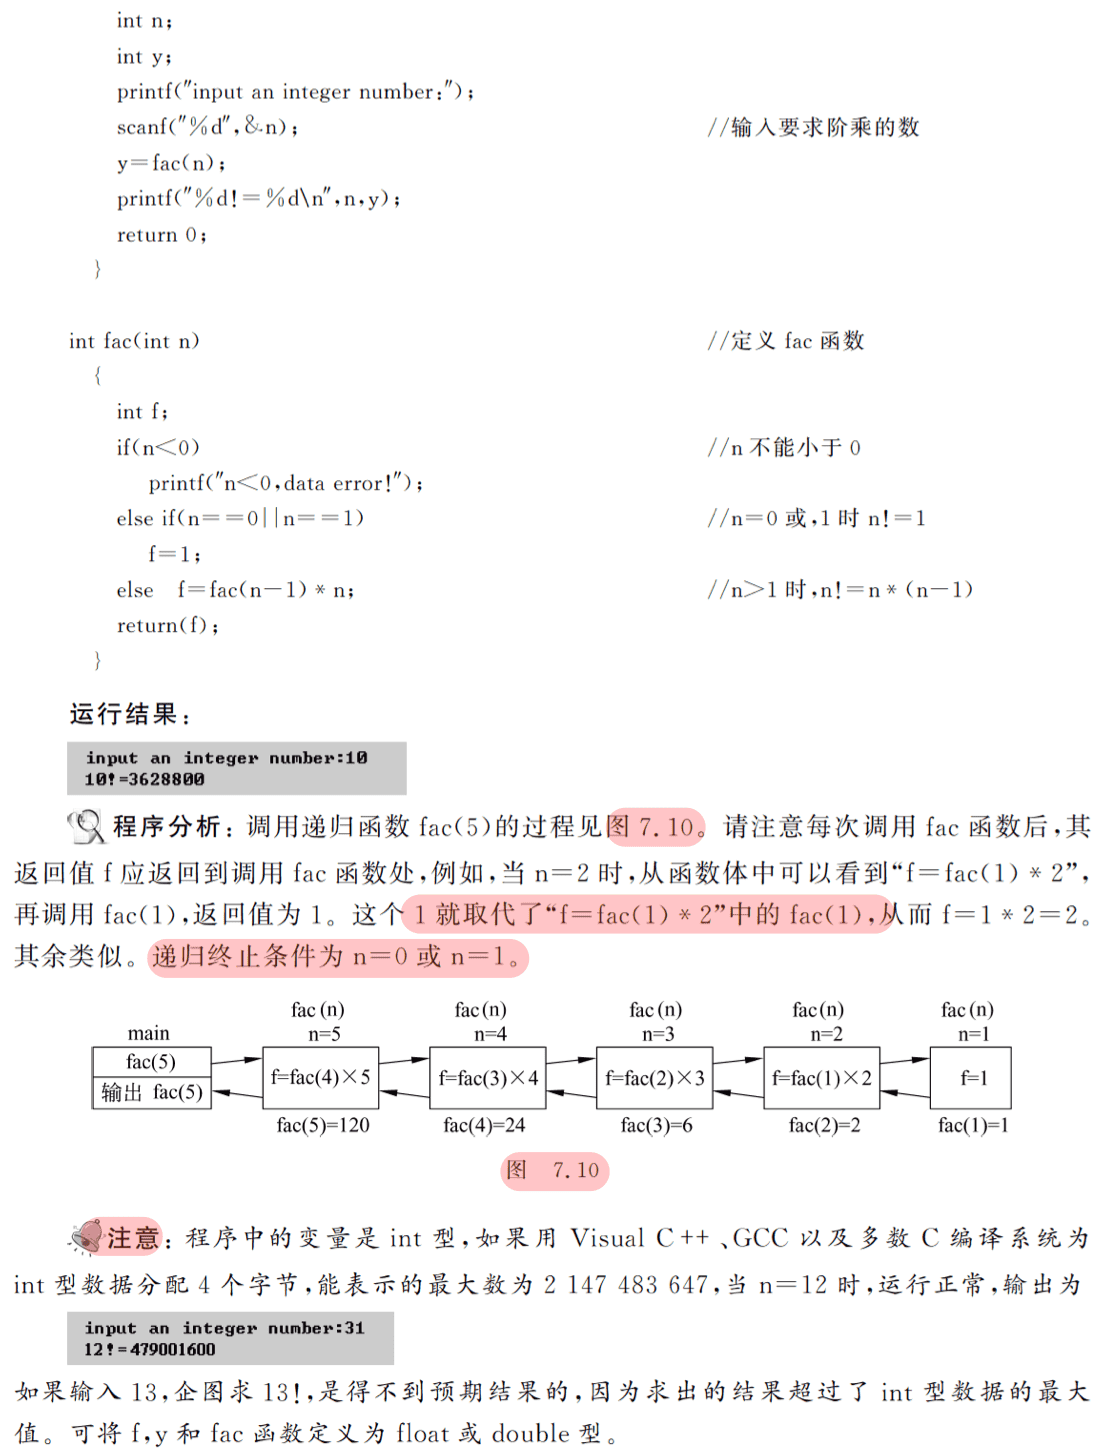 int n;
int y;
printf("input an integer number:");
scanf("%d",&n); //输入要求阶乘的数
y=fac(n);
printf("%d!=%d\n",n,y);
return 0;
}
int fac(int n) //定义 fac 函数
{
int f;
if(n<0) //n 不能小于 0
printf("n<0,data error!");
else if(n==0||n==1) //n=0 或,1 时 n!=1
f=1;
else f=fac(n-1)*n; //n>1 时,n!=n*(n-1)
return(f);
}
运行结果:
input an integer number:10
10!=3628800
程序分析: 调用递归函数 fac(5)的过程见图 7.10。请注意每次调用 fac 函数后,其
返回值 f 应返回到调用 fac 函数处,例如,当 n=2 时,从函数体中可以看到“f=fac(1)*2”,
再调用 fac(1),返回值为 1。这个 1 就取代了“f=fac(1)*2”中的 fac(1),从而 f=1*2=2。
其余类似。递归终止条件为 n=0 或 n=1。
fac(n) fac(n) fac(n) fac(n) fac(n)
main n=5 n=4 n=3 n=2 n=1
fac(5)
f=fac(4)×5 f=fac(3)×4 f=fac(2)×3 f=fac(1)×2 f=1
输出 fac(5)
fac(5)=120 fac(4)=24 fac(3)=6 fac(2)=2 fac(1)=1
图 7.10
注意: 程序中的变量是 int 型,如果用 Visual C++、GCC 以及多数 C 编译系统为
int 型数据分配 4 个字节,能表示的最大数为 2 147 483 647,当 n=12 时,运行正常,输出为
input an integer number:31
12!=479001600
如果输入 13,企图求 13!,是得不到预期结果的,因为求出的结果超过了 int 型数据的最大
值。可将 f,y 和 fac 函数定义为 float 或 double 型。